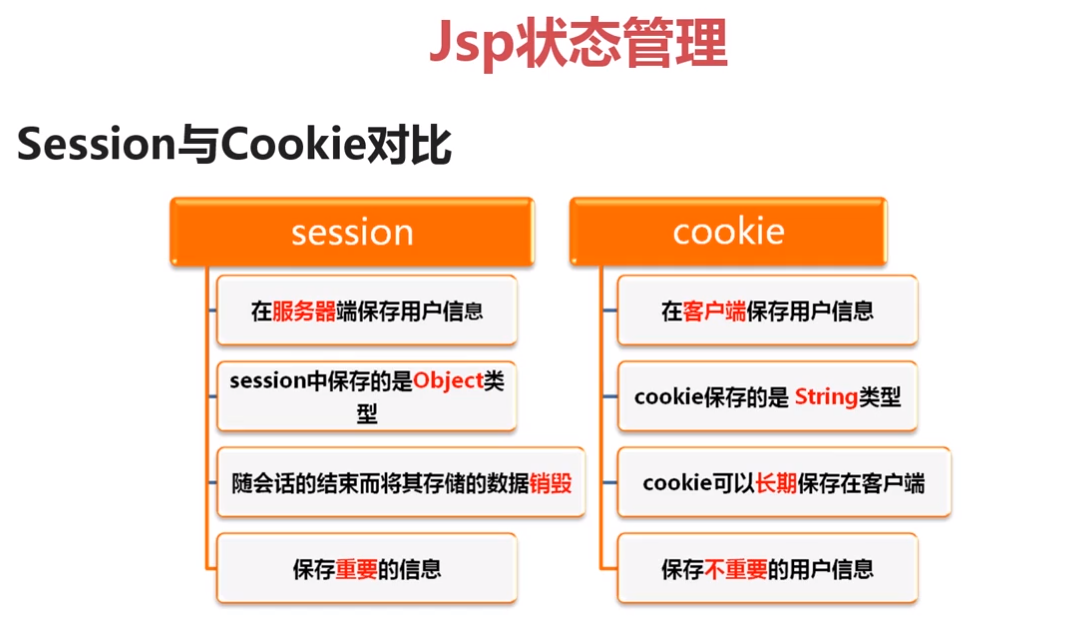 Jsp状态管理
Session与Cookie对比
session
在服务器端保存用户信息
session中保存的是Object类
型
随会话的结束而将其存储的数据销毁
保存重要的信息
cookie
在客户端保存用户信息
cookie保存的是 String类型
cookie可以长期保存在客户端
保存不重要的用户信息